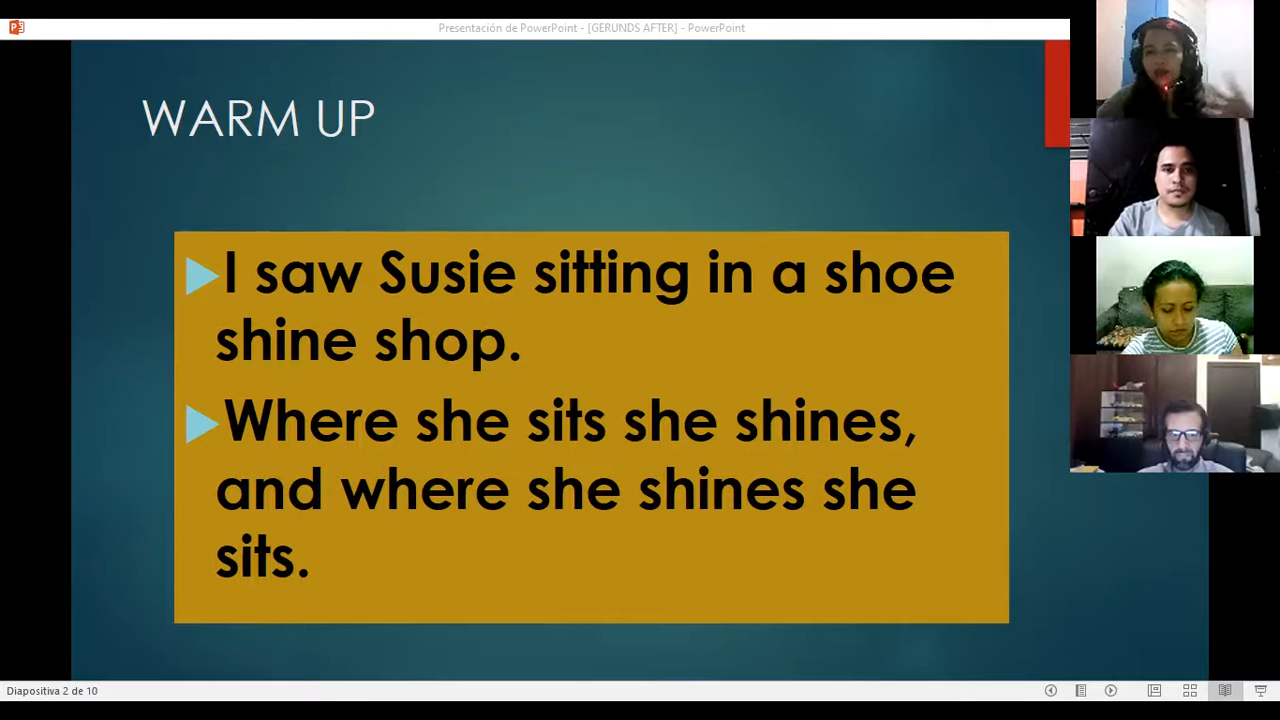 Presentación de PowerPoint - [GERUNDS AFTER] - PowerPoint
WARM UP
I saw Susie sitting in a shoe
shine shop.
Where she sits she shines,
and where she shines she
sits.
Diapositiva 2 de 10